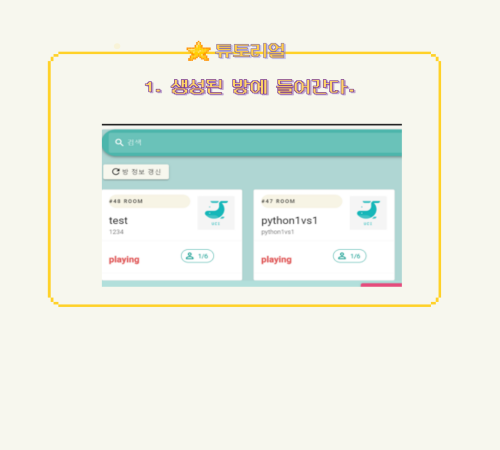 튜토리얼
1. 생성된 방에 들어간다.
검색
방 정보 갱신
#48 ROOM
test
1234
playing
1/6
#47 ROOM
python1vs1
python1vs1
playing
1/6